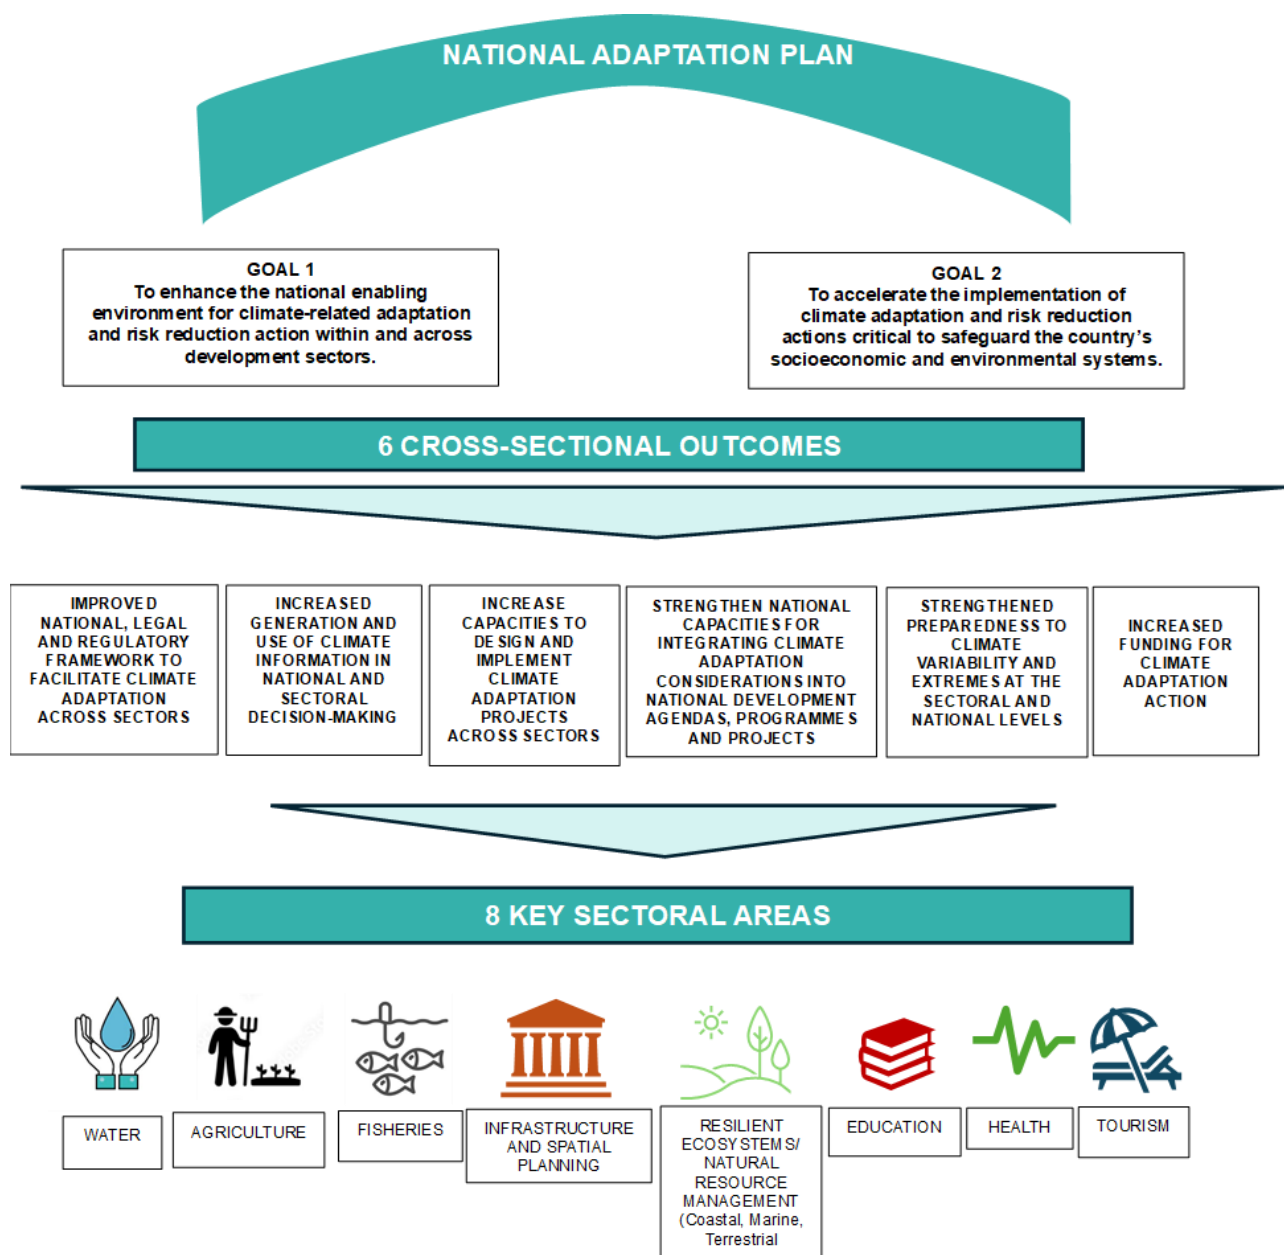 NATIONAL ADAPTATION PLAN
GOAL 1
To enhance the national enabling
environment for climate-related adaptation
and risk reduction action within and across
development sectors.
GOAL 2
To accelerate the implementation of
climate adaptation and risk reduction
actions critical to safeguard the country’s
socioeconomic and environmental systems.
6 CROSS-SECTIONAL OUTCOMES
IMPROVED
NATIONAL, LEGAL
AND REGULATORY
FRAMEWORK TO
FACILITATE CLIMATE
ADAPTATION
ACROSS SECTORS
INCREASED
GENERATION AND
USE OF CLIMATE
INFORMATION IN
NATIONAL AND
SECTORAL
DECISION-MAKING
INCREASE
CAPACITIES TO
DESIGN AND
IMPLEMENT
CLIMATE
ADAPTATION
PROJECTS
ACROSS SECTORS
STRENGTHEN NATIONAL
CAPACITIES FOR
INTEGRATING CLIMATE
ADAPTATION
CONSIDERATIONS INTO
NATIONAL DEVELOPMENT
AGENDAS, PROGRAMMES
AND PROJECTS
STRENGTHENED
PREPAREDNESS TO
CLIMATE
VARIABILITY AND
EXTREMES AT THE
SECTORAL AND
NATIONAL LEVELS
INCREASED
FUNDING FOR
CLIMATE
ADAPTATION
ACTION
8 KEY SECTORAL AREAS
WATER
AGRICULTURE
FISHERIES
INFRASTRUCTURE
AND SPATIAL
PLANNING
RESILIENT
ECOSYSTEMS/
NATURAL
RESOURCE
MANAGEMENT
(Coastal, Marine,
Terrestrial
EDUCATION
HEALTH
TOURISM